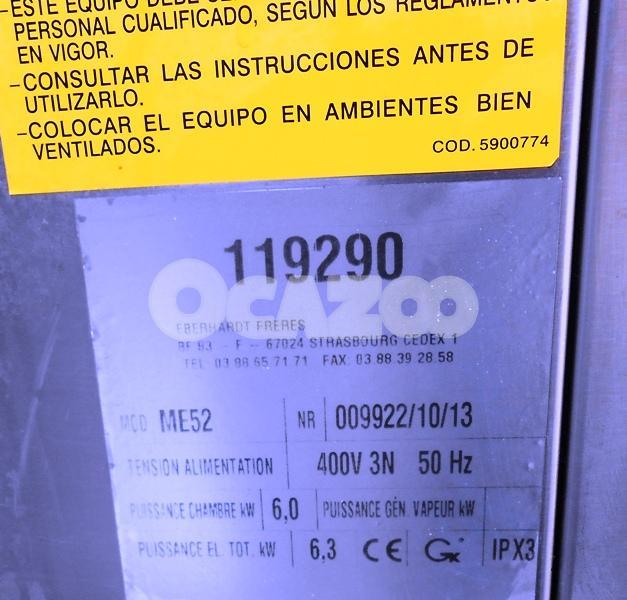 -ESTE EQUIPO DEBE
PERSONAL CUALIFICADO, SEGÚN LOS REGLAMENTOS
EN VIGOR.
-CONSULTAR LAS INSTRUCCIONES ANTES DE
UTILIZARLO.
-COLOCAR EL EQUIPO EN AMBIENTES BIEN
VENTILADOS.
COD. 5900774
119290
OCAZOO
EBERHARDT FRERES
BP 83 - F - 67024 STRASBOURG CEDEX 1
TEL 03 88 65 71 71 FAX 03 88 39 28 58
MOD ME52 NR 009922/10/13
TENSION ALIMENTATION 400V 3N 50 Hz
PUISSANCE CHAMBRE kW 6,0 PUISSANCE GÉN. VAPEUR kW
PUISSANCE EL. TOT. kW 6,3 CE IPX3